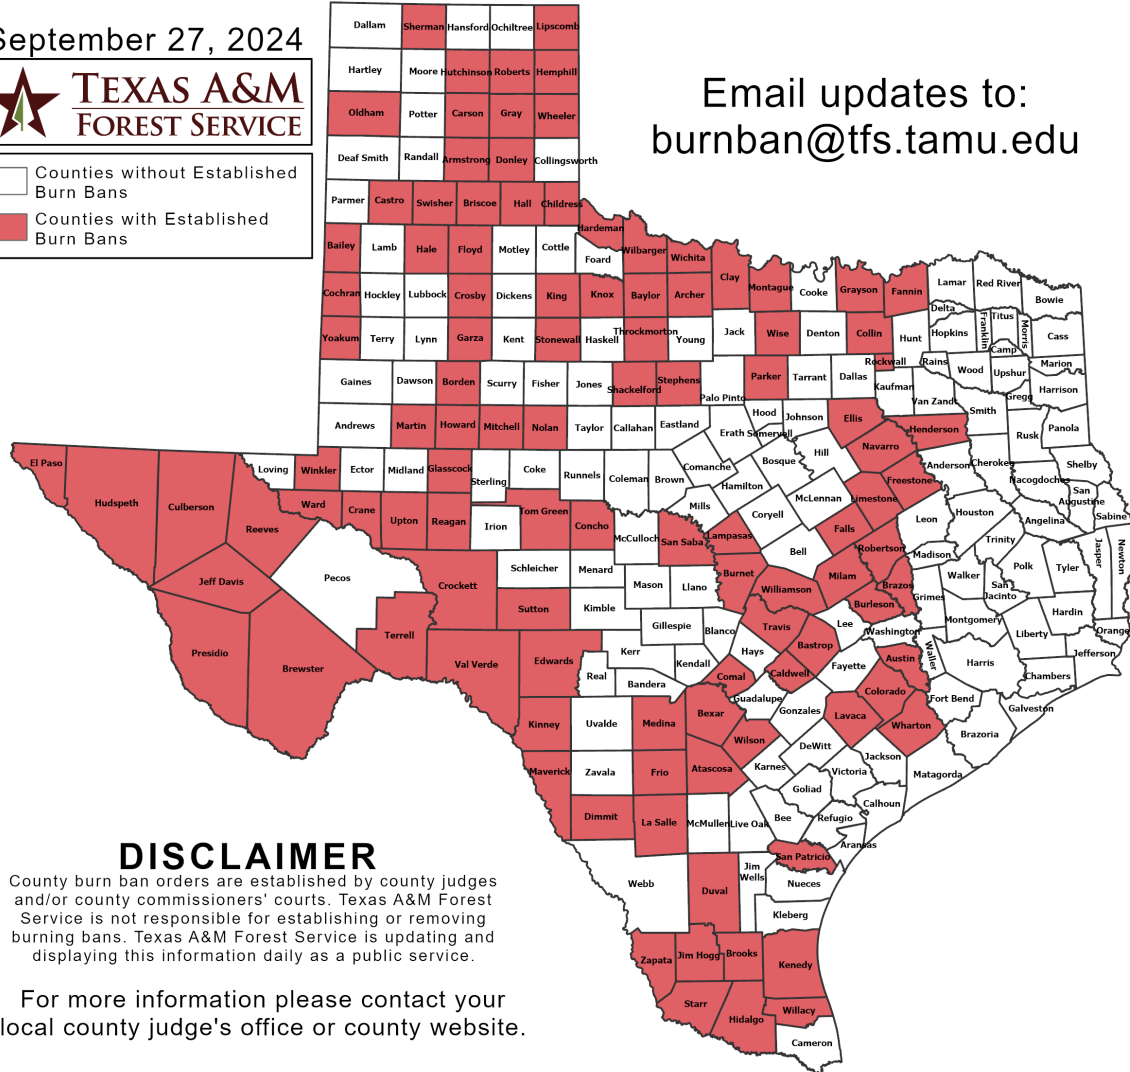 September 27, 2024
TEXAS A&M
FOREST SERVICE
Counties without Established
Burn Bans
Counties with Established
Burn Bans
Email updates to:
burnban@tfs.tamu.edu
Dallam Sherman Hansford Ochiltree Lipscomb
Hartley Moore Hutchinson Roberts Hemphill
Oldham Potter Carson Gray Wheeler
Deaf Smith Randall Armstrong Donley Collingsworth
Parmer Castro Swisher Briscoe Hall Childress
Hardeman
Bailey Lamb Hale Floyd Motley Cottle Foard Wilbarger Wichita
Clay Montague Cooke Grayson Fannin Lamar Red River Bowie
Cochran Hockley Lubbock Crosby Dickens King Knox Baylor Archer
Delta Titus Franklin Morris Camp
Yoakum Terry Lynn Garza Kent Stonewall Haskell Throckmorton Young Jack Wise Denton Collin Hunt Hopkins Cass
Rockwall Rains Wood Upshur Marion
Gaines Dawson Borden Scurry Fisher Jones Shackelford Stephens Palo Pinto Parker Tarrant Dallas Kaufman Van Zandt Gregg Harrison
Andrews Martin Howard Mitchell Nolan Taylor Callahan Eastland Erath Hood Somervell Johnson Ellis Henderson Smith Rusk Panola
El Paso Hudspeth Culberson Reeves Loving Winkler Ector Midland Glasscock Sterling Coke Runnels Coleman Brown Comanche Bosque Hill Navarro Anderson Cherokee Shelby
Hamilton Freestone Nacogdoches San Augustine Sabine
Ward Crane Upton Reagan Irion Tom Green Concho McCulloch San Saba Mills Lampasas Coryell McLennan Limestone Falls Leon Houston Angelina
Jeff Davis Pecos Crockett Schleicher Menard Mason Llano Burnet Bell Milam Robertson Madison Trinity Polk Tyler Jasper Newton
Presidio Brewster Terrell Sutton Kimble Williamson Brazos Grimes Walker San Jacinto Hardin
Val Verde Edwards Gillespie Blanco Travis Burleson Lee Washington Montgomery Liberty Orange
Real Kerr Kendall Hays Bastrop Waller Harris Jefferson
Bandera Comal Caldwell Fayette Austin Chambers
Kinney Uvalde Medina Bexar Guadalupe Gonzales Lavaca Colorado Fort Bend Galveston
Wilson Wharton Brazoria
Maverick Zavala Frio Atascosa Karnes DeWitt Jackson Matagorda
Dimmit La Salle McMullen Live Oak Bee Goliad Victoria Calhoun
Refugio Aransas
Webb Duval Jim Wells San Patricio Nueces
Kleberg
Zapata Jim Hogg Brooks Kenedy
Starr Hidalgo Willacy
Cameron
DISCLAIMER
County burn ban orders are established by county judges
and/or county commissioners' courts. Texas A&M Forest
Service is not responsible for establishing or removing
burning bans. Texas A&M Forest Service is updating and
displaying this information daily as a public service.
For more information please contact your
local county judge's office or county website.